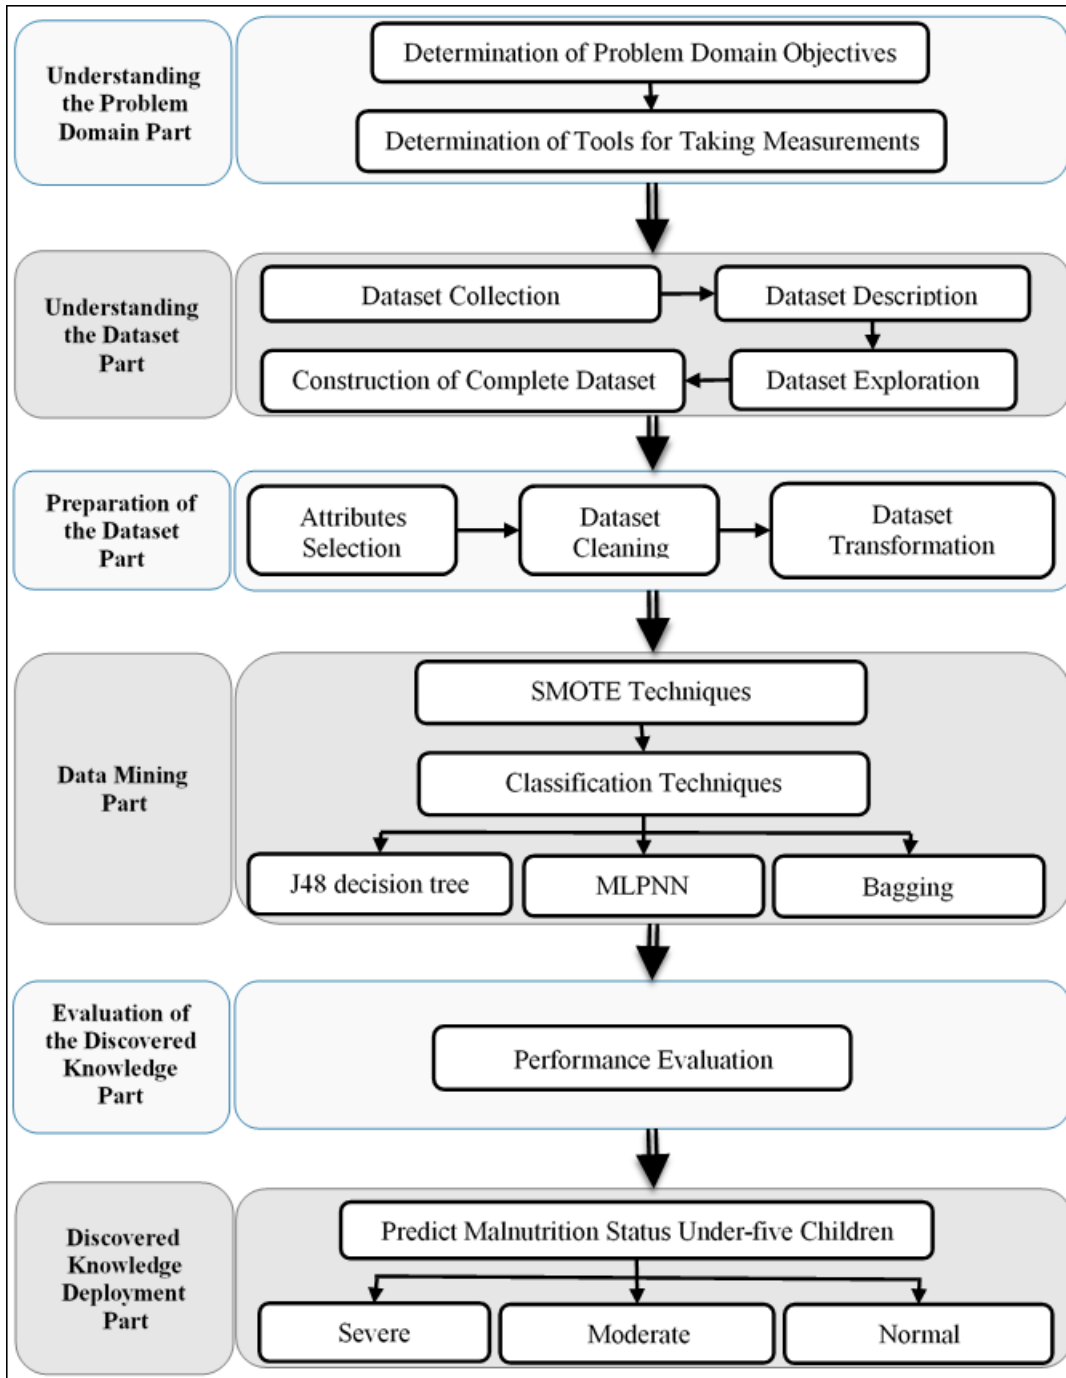 Understanding
the Problem
Domain Part
Determination of Problem Domain Objectives
Determination of Tools for Taking Measurements
Understanding
the Dataset
Part
Dataset Collection
Dataset Description
Construction of Complete Dataset
Dataset Exploration
Preparation of
the Dataset
Part
Attributes
Selection
Dataset
Cleaning
Dataset
Transformation
Data Mining
Part
SMOTE Techniques
Classification Techniques
J48 decision tree
MLPNN
Bagging
Evaluation of
the Discovered
Knowledge
Part
Performance Evaluation
Discovered
Knowledge
Deployment
Part
Predict Malnutrition Status Under-five Children
Severe
Moderate
Normal